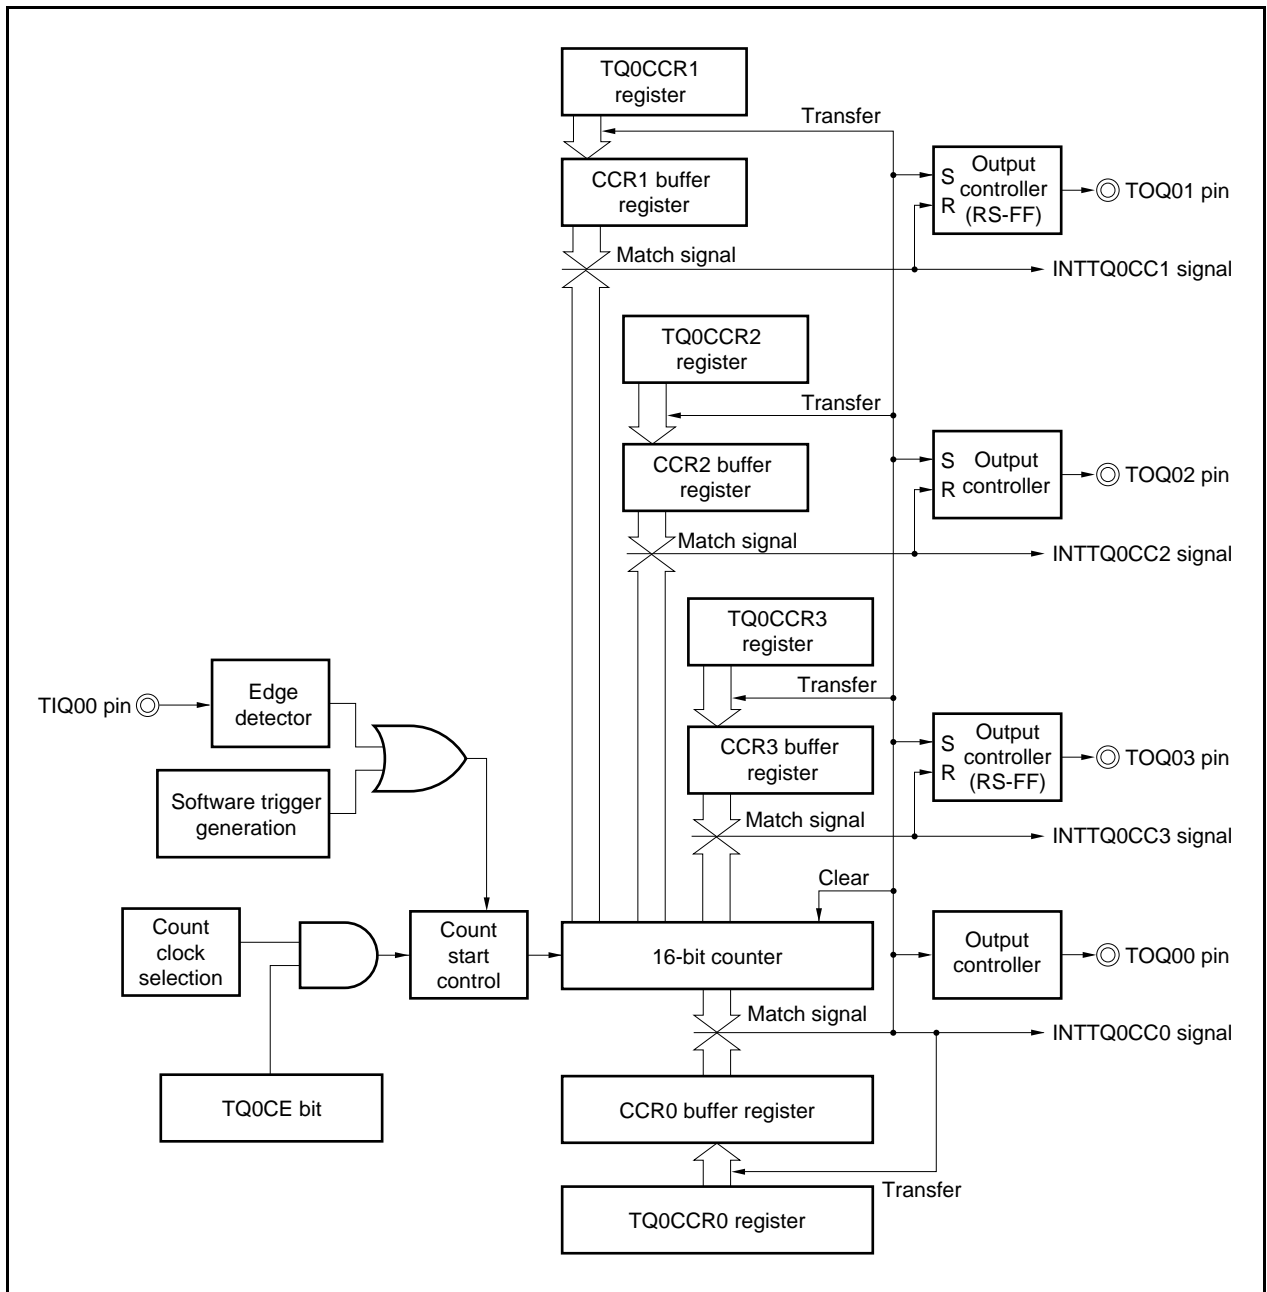 TQ0CCR1
register
Transfer
CCR1 buffer
register
S
R
Output
controller
(RS-FF)
TOQ01 pin
Match signal
INTTQ0CC1 signal
TQ0CCR2
register
Transfer
CCR2 buffer
register
S
R
Output
controller
TOQ02 pin
Match signal
INTTQ0CC2 signal
TQ0CCR3
register
Transfer
TIQ00 pin
Edge
detector
CCR3 buffer
register
S
R
Output
controller
(RS-FF)
TOQ03 pin
Software trigger
generation
Match signal
INTTQ0CC3 signal
Clear
Count
clock
selection
Count
start
control
16-bit counter
Output
controller
TOQ00 pin
Match signal
INTTQ0CC0 signal
TQ0CE bit
CCR0 buffer register
Transfer
TQ0CCR0 register